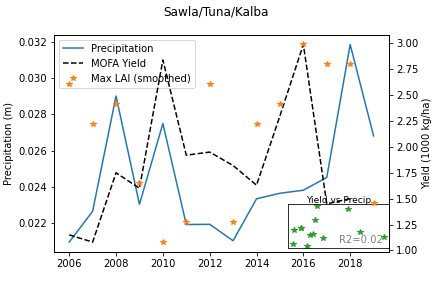 Sawla/Tuna/Kalba
Precipitation
MOFA Yield
Max LAI (smoothed)
Precipitation (m)
0.032
0.030
0.028
0.026
0.024
0.022
Yield (1000 kg/ha)
3.00
2.75
2.50
2.25
2.00
1.75
1.50
1.25
1.00
Yield vs Precip
R2=0.02
2006 2008 2010 2012 2014 2016 2018